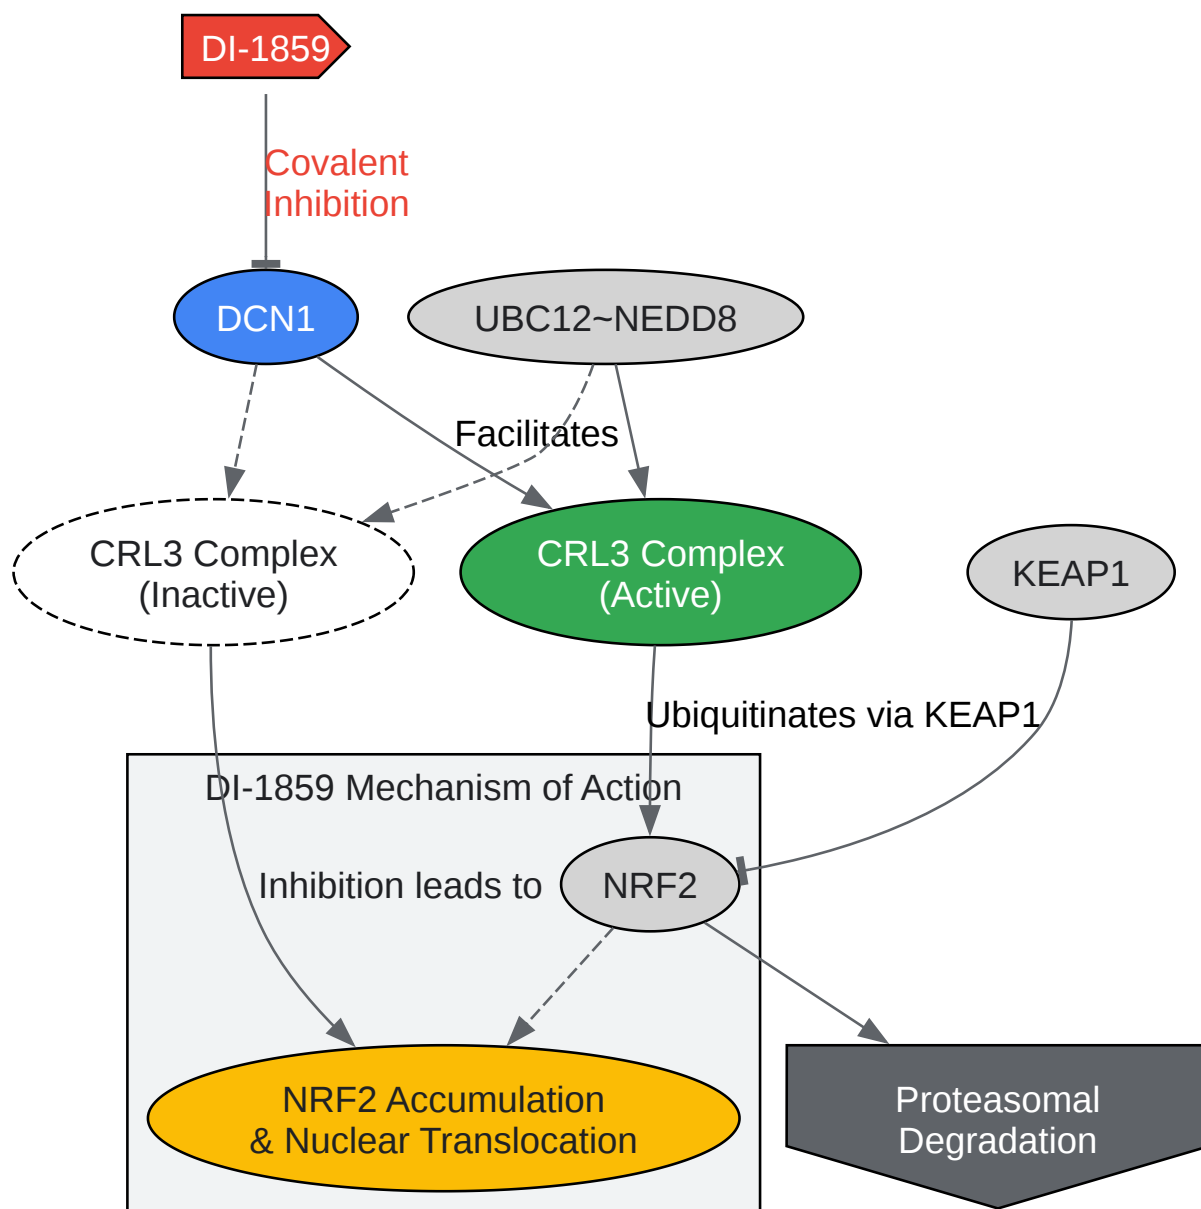 DI-1859
Covalent
Inhibition
DCN1
UBC12~NEDD8
Facilitates
CRL3 Complex
(Inactive)
CRL3 Complex
(Active)
KEAP1
Ubiquitinates via KEAP1
DI-1859 Mechanism of Action
Inhibition leads to
NRF2
NRF2 Accumulation
& Nuclear Translocation
Proteasomal
Degradation